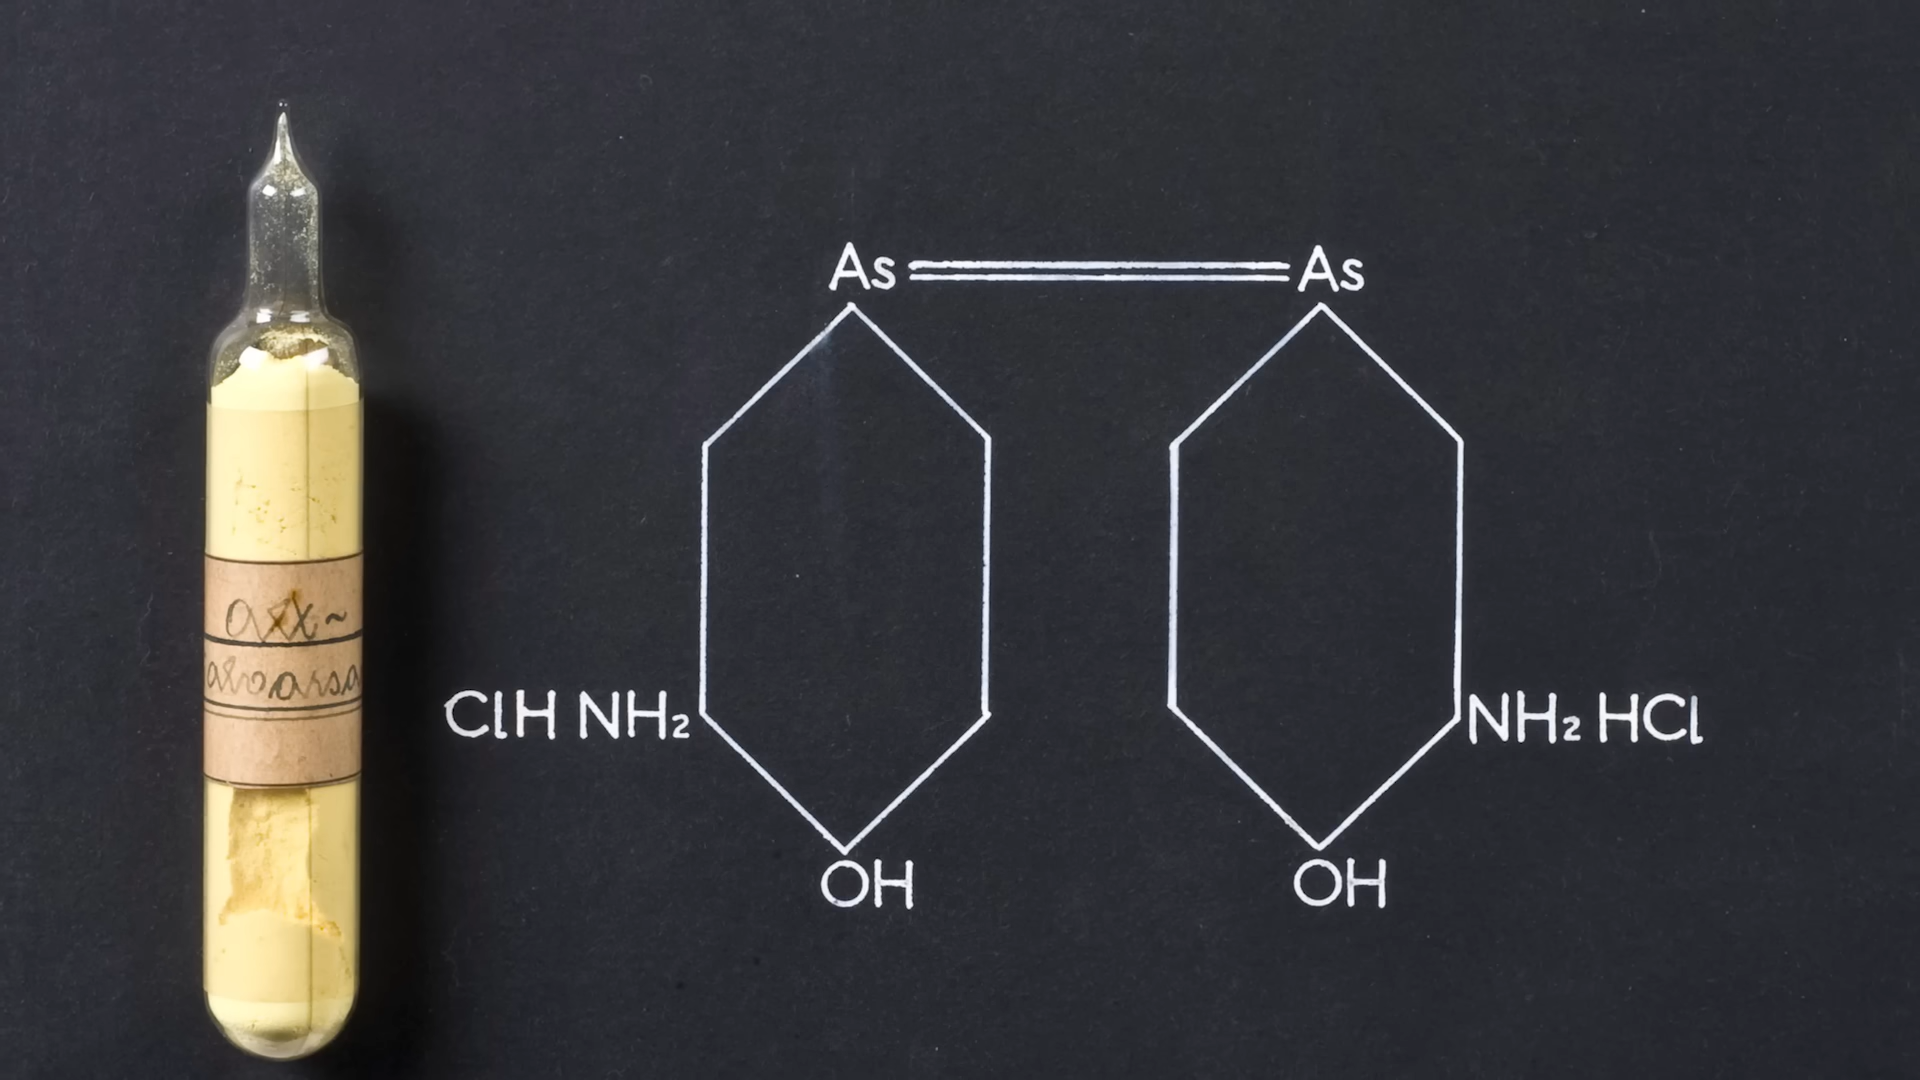 As As
ClH NH₂ NH₂ HCl
OH OH